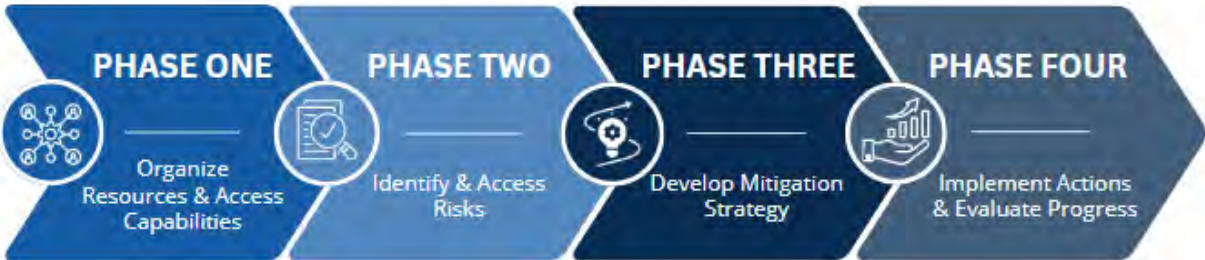 PHASE ONE
Organize
Resources & Access
Capabilities
PHASE TWO
Identify & Access
Risks
PHASE THREE
Develop Mitigation
Strategy
PHASE FOUR
Implement Actions
& Evaluate Progress